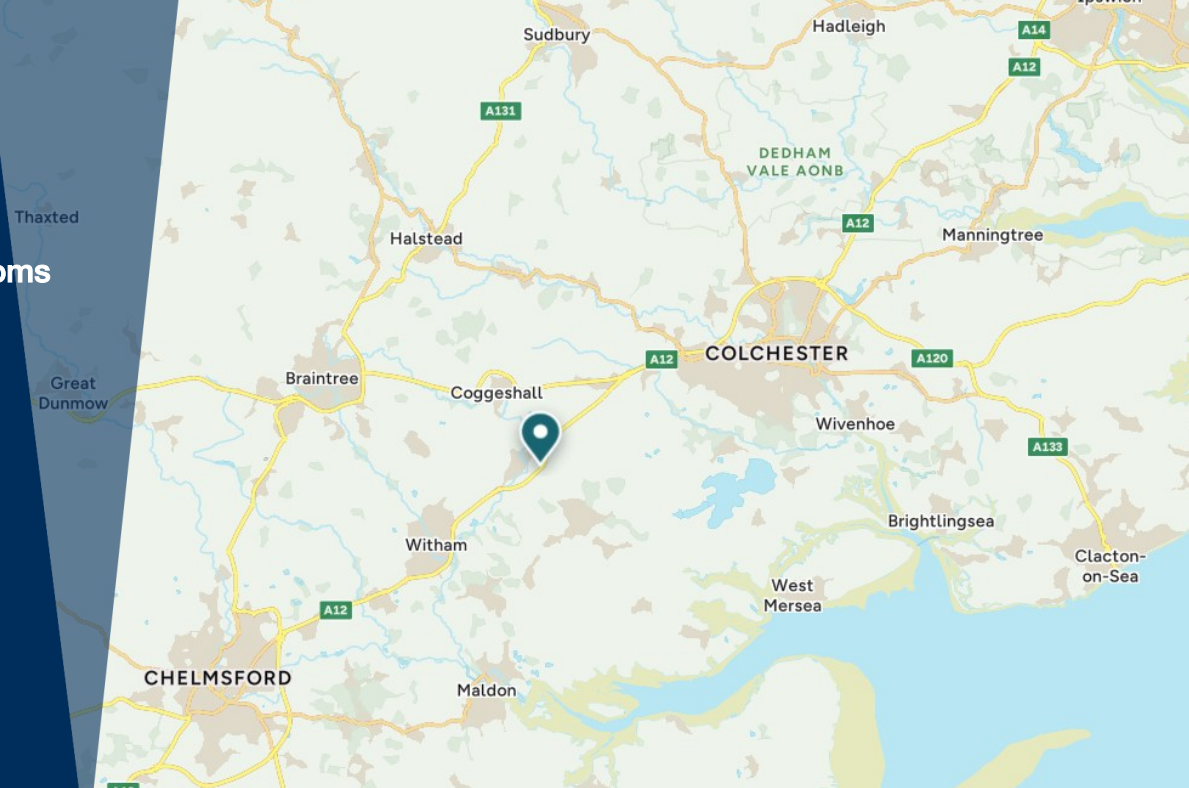 Sudbury
Hadleigh
A14
A12
A131
DEDHAM
VALE AONB
Thaxted
A12
Halstead
Manningtree
oms
A12
COLCHESTER
A120
Braintree
Great
Dunmow
Coggeshall
Wivenhoe
A133
Brightlingsea
Witham
Clacton-
on-Sea
West
Mersea
A12
CHELMSFORD
Maldon